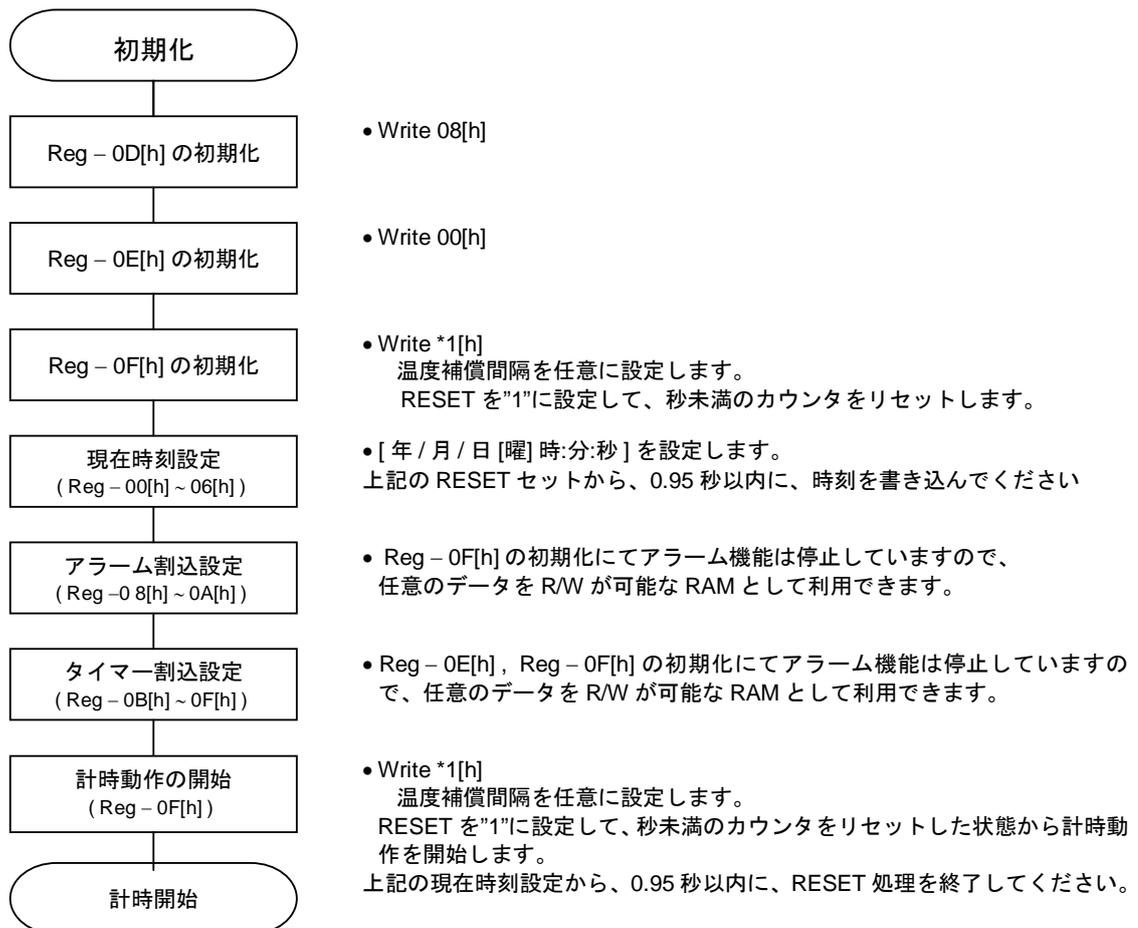 初期化
Reg – 0D[h] の初期化
• Write 08[h]
Reg – 0E[h] の初期化
• Write 00[h]
Reg – 0F[h] の初期化
• Write *1[h]
温度補償間隔を任意に設定します。
RESET を"1"に設定して、秒未満のカウンタをリセットします。
現在時刻設定
( Reg – 00[h] ~ 06[h] )
• [ 年 / 月 / 日 [曜] 時:分:秒 ] を設定します。
上記の RESET セットから、0.95 秒以内に、時刻を書き込んでください
アラーム割込設定
( Reg –0 8[h] ~ 0A[h] )
• Reg – 0F[h] の初期化にてアラーム機能は停止していますので、
任意のデータを R/W が可能な RAM として利用できます。
タイマー割込設定
( Reg – 0B[h] ~ 0F[h] )
• Reg – 0E[h] , Reg – 0F[h] の初期化にてアラーム機能は停止していますの
で、任意のデータを R/W が可能な RAM として利用できます。
計時動作の開始
( Reg – 0F[h] )
• Write *1[h]
温度補償間隔を任意に設定します。
RESET を"1"に設定して、秒未満のカウンタをリセットした状態から計時動
作を開始します。
上記の現在時刻設定から、0.95 秒以内に、RESET 処理を終了してください。
計時開始